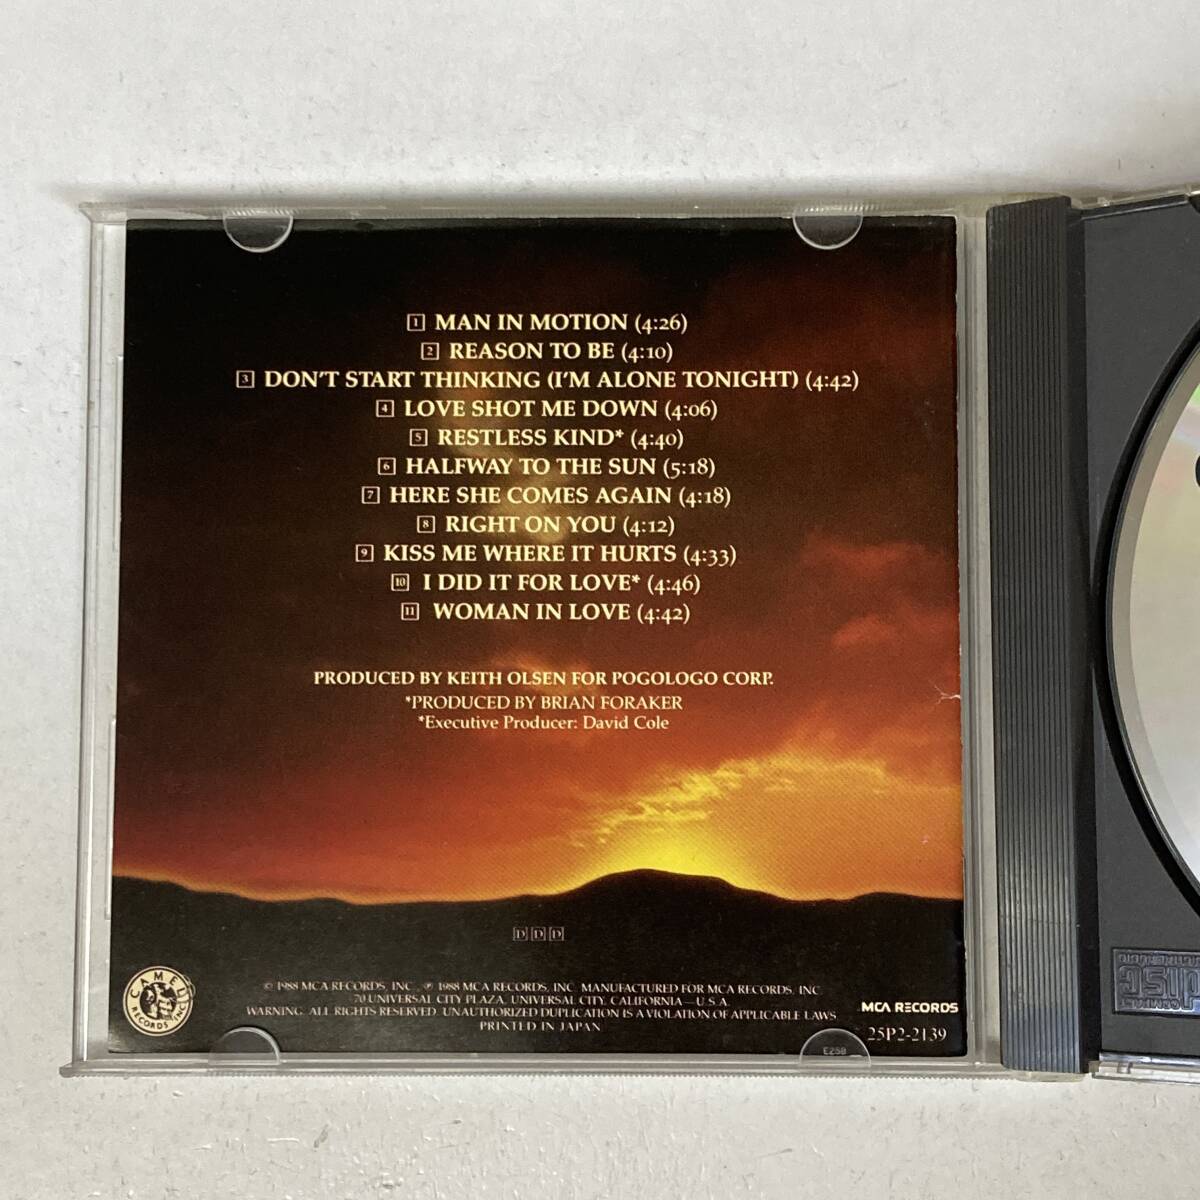 1 MAN IN MOTION (4:26)
2 REASON TO BE (4:10)
3 DON'T START THINKING (I'M ALONE TONIGHT) (4:42)
4 LOVE SHOT ME DOWN (4:06)
5 RESTLESS KIND* (4:40)
6 HALFWAY TO THE SUN (5:18)
7 HERE SHE COMES AGAIN (4:18)
8 RIGHT ON YOU (4:12)
9 KISS ME WHERE IT HURTS (4:33)
10 I DID IT FOR LOVE* (4:46)
11 WOMAN IN LOVE (4:42)
PRODUCED BY KEITH OLSEN FOR POGOLOGO CORP.
*PRODUCED BY BRIAN FORAKER
*Executive Producer: David Cole
D D D
© 1988 MCA RECORDS, INC., ℗ 1988 MCA RECORDS, INC. MANUFACTURED FOR MCA RECORDS, INC.
70 UNIVERSAL CITY PLAZA, UNIVERSAL CITY, CALIFORNIA—U.S.A.
WARNING. ALL RIGHTS RESERVED. UNAUTHORIZED DUPLICATION IS A VIOLATION OF APPLICABLE LAWS
PRINTED IN JAPAN
CAMEL RECORDS, INC.
MCA RECORDS
25P2-2139
E258